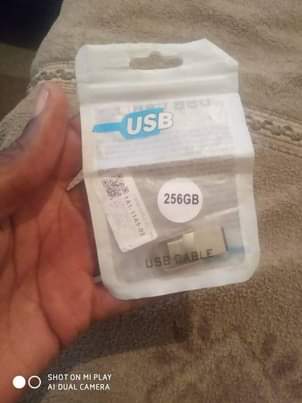 USB
256GB
USB CABLE
SHOT ON MI PLAY
AI DUAL CAMERA